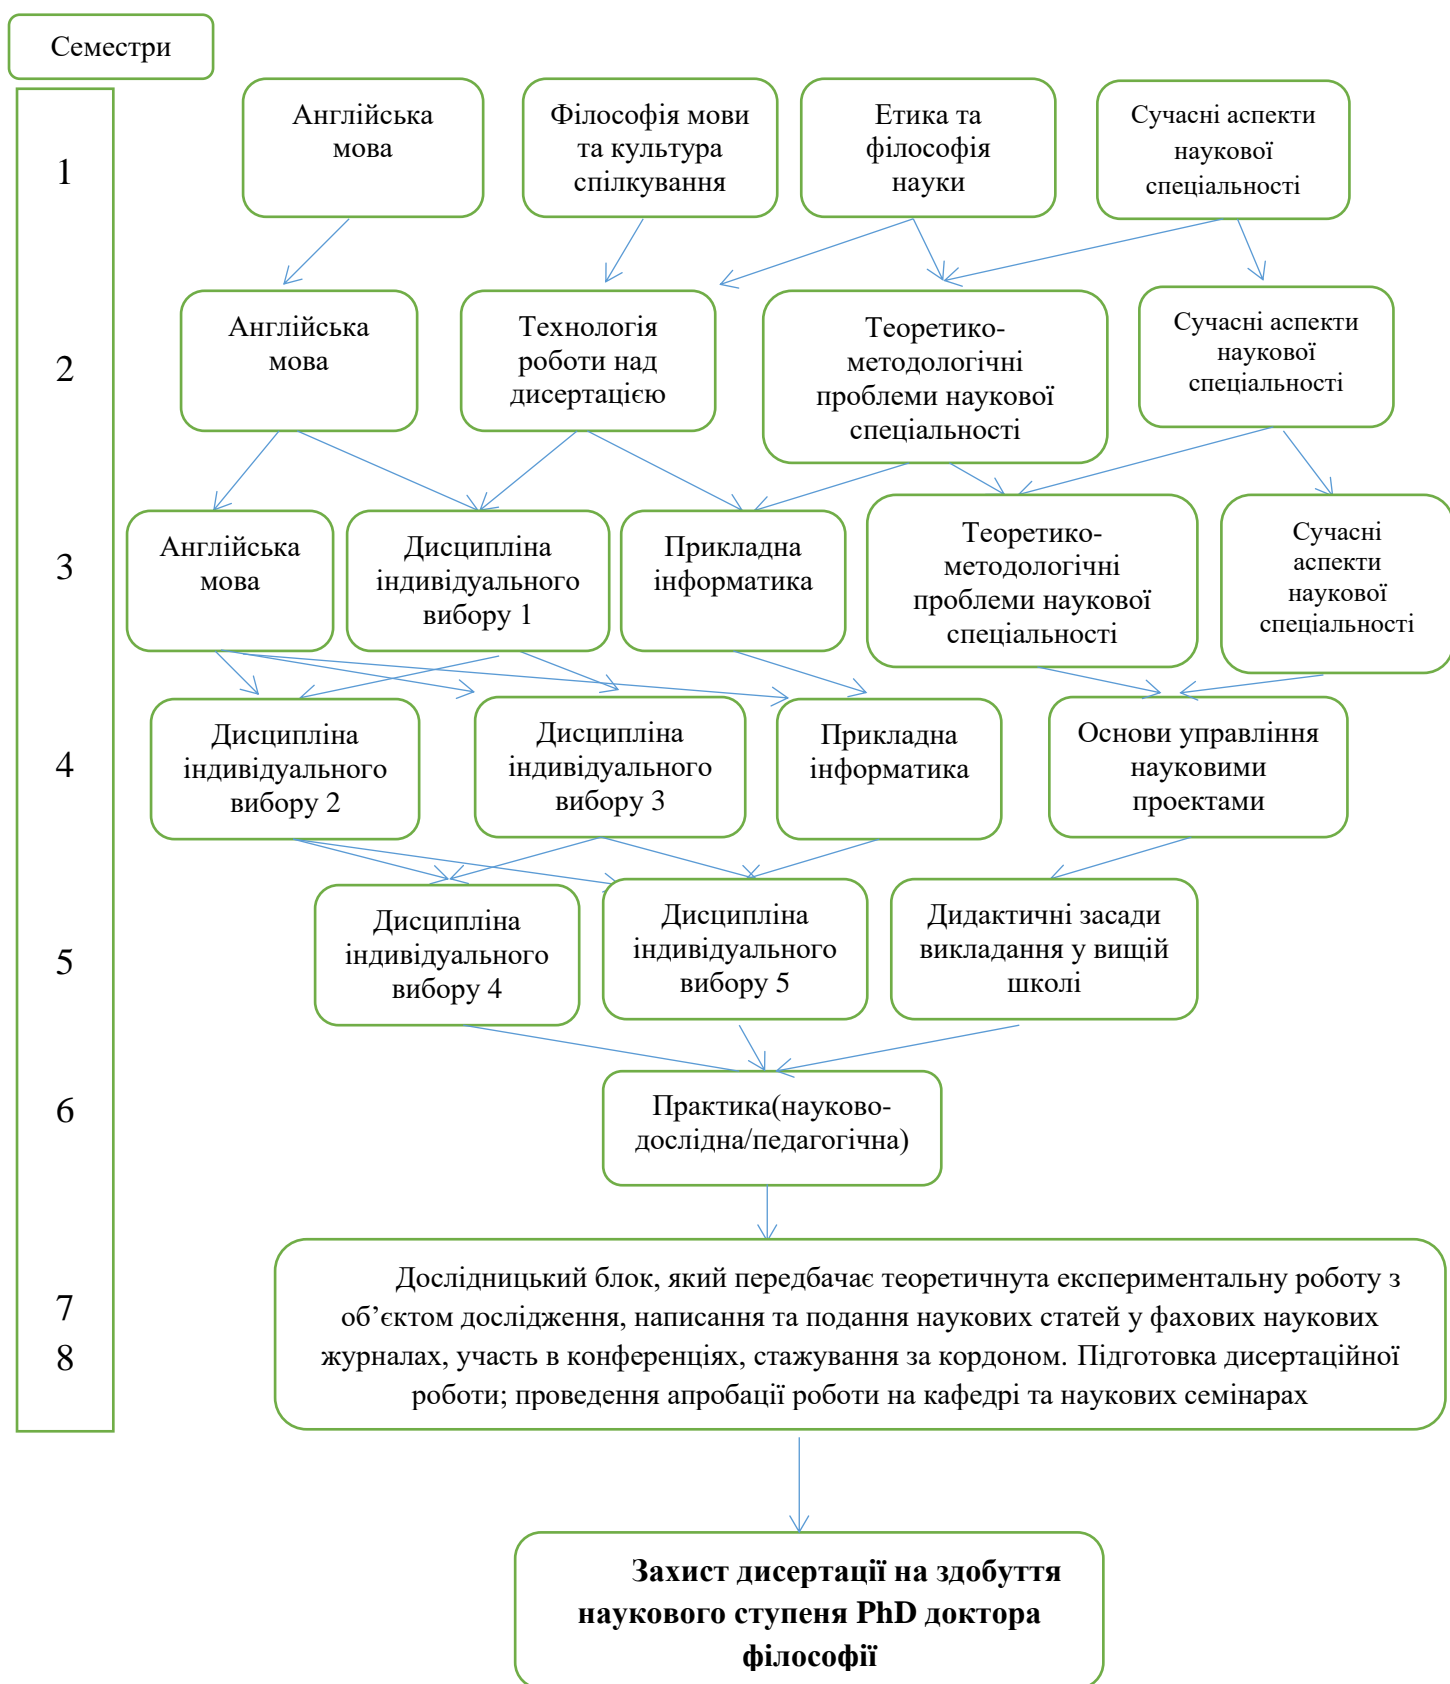 Семестри
1
Англійська
мова
Філософія мови
та культура
спілкування
Етика та
філософія
науки
Сучасні аспекти
наукової
спеціальності
2
Англійська
мова
Технологія
роботи над
дисертацією
Теоретико-
методологічні
проблеми наукової
спеціальності
Сучасні аспекти
наукової
спеціальності
3
Англійська
мова
Дисципліна
індивідуального
вибору 1
Прикладна
інформатика
Теоретико-
методологічні
проблеми наукової
спеціальності
Сучасні
аспекти
наукової
спеціальності
4
Дисципліна
індивідуального
вибору 2
Дисципліна
індивідуального
вибору 3
Прикладна
інформатика
Основи управління
науковими
проектами
5
Дисципліна
індивідуального
вибору 4
Дисципліна
індивідуального
вибору 5
Дидактичні засади
викладання у вищій
школі
6
Практика(науково-
дослідна/педагогічна)
7
8
Дослідницький блок, який передбачає теоретичнута експериментальну роботу з
об’єктом дослідження, написання та подання наукових статей у фахових наукових
журналах, участь в конференціях, стажування за кордоном. Підготовка дисертаційної
роботи; проведення апробації роботи на кафедрі та наукових семінарах
Захист дисертації на здобуття
наукового ступеня PhD доктора
філософії